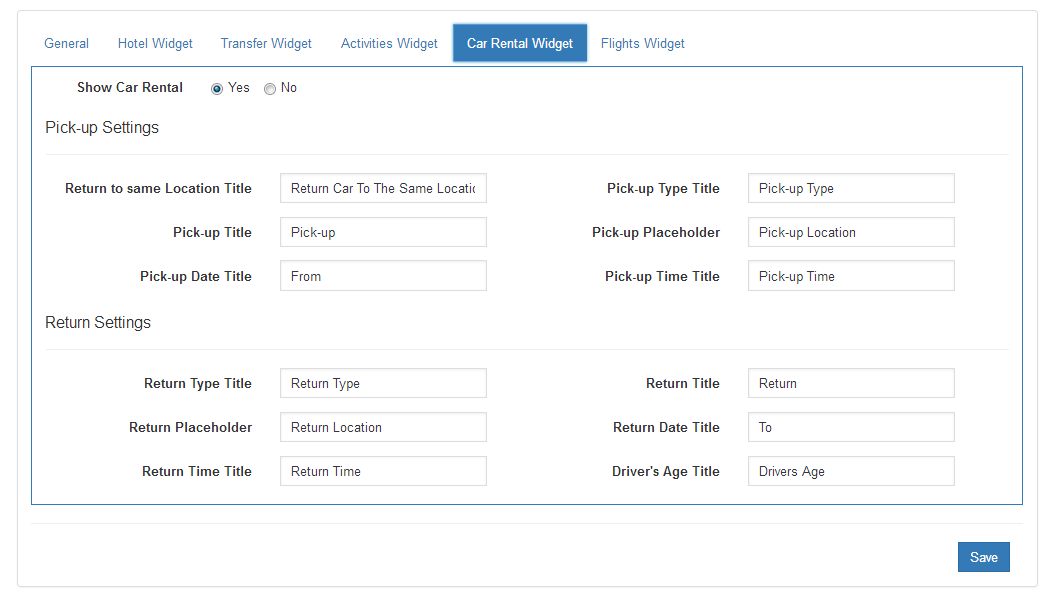 General Hotel Widget Transfer Widget Activities Widget Car Rental Widget Flights Widget
Show Car Rental Yes No
Pick-up Settings
Return to same Location Title Return Car To The Same Locatio Pick-up Type Title Pick-up Type
Pick-up Title Pick-up Pick-up Placeholder Pick-up Location
Pick-up Date Title From Pick-up Time Title Pick-up Time
Return Settings
Return Type Title Return Type Return Title Return
Return Placeholder Return Location Return Date Title To
Return Time Title Return Time Driver's Age Title Drivers Age
Save